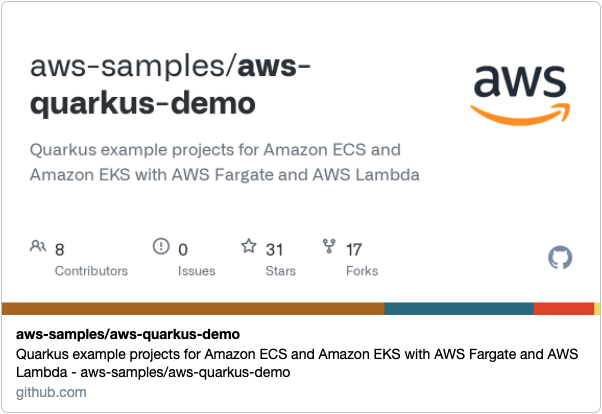 aws-samples/aws-
quarkus-demo
aws
Quarkus example projects for Amazon ECS and
Amazon EKS with AWS Fargate and AWS Lambda
8
Contributors
0
Issues
31
Stars
17
Forks
aws-samples/aws-quarkus-demo
Quarkus example projects for Amazon ECS and Amazon EKS with AWS Fargate and AWS
Lambda - aws-samples/aws-quarkus-demo
github.com